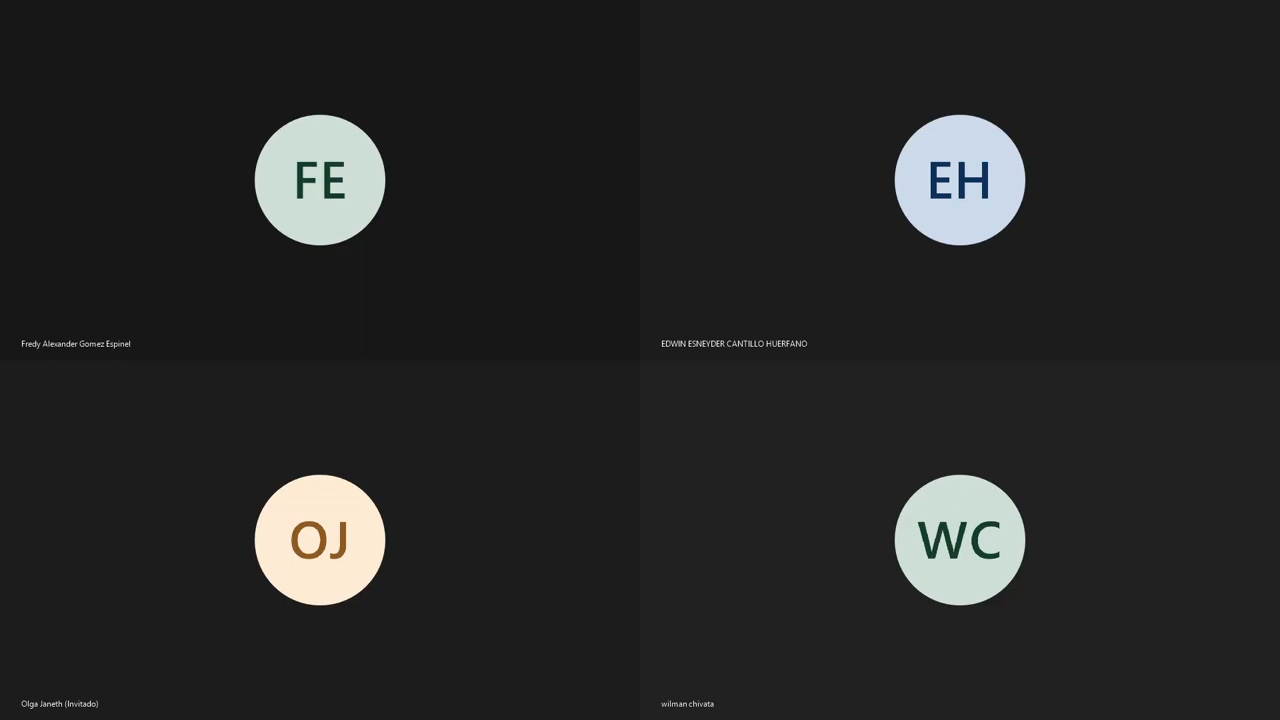 FE
EH
Fredy Alexander Gomez Espinel
EDWIN ESNEYDER CANTILLO HUERFANO
OJ
WC
Olga Janeth (Invitado)
wilman chivata